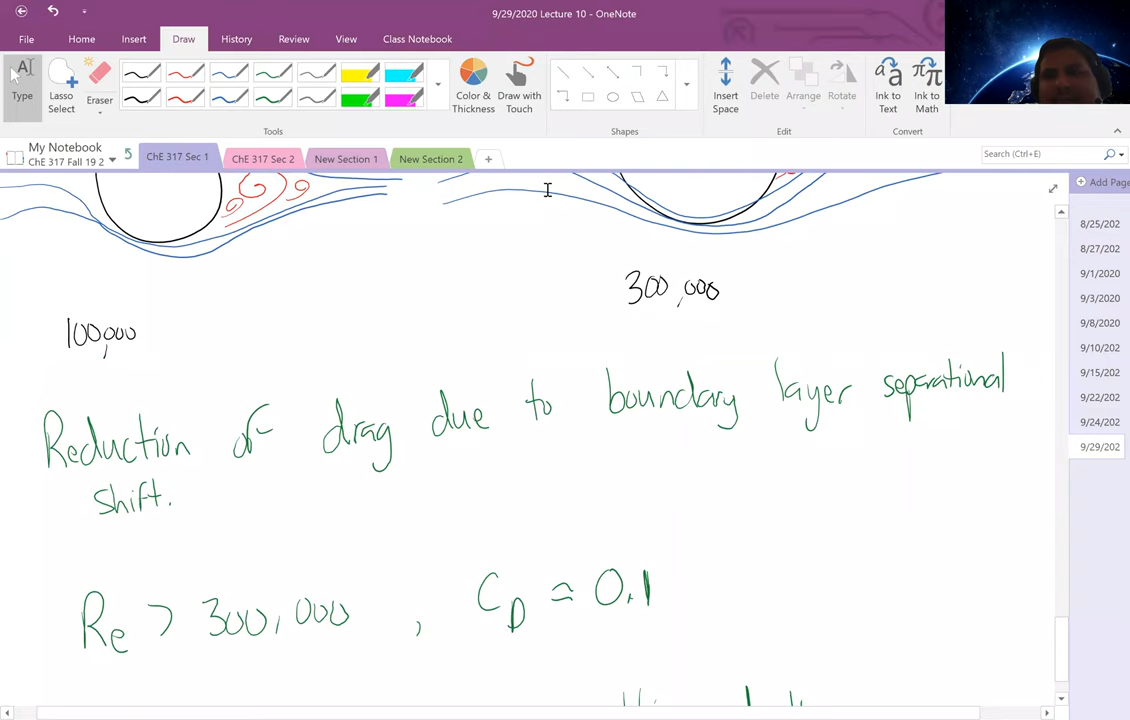 9/29/2020 Lecture 10 - OneNote
File Home Insert Draw History Review View Class Notebook
Type Lasso Select Eraser Color & Thickness Draw with Touch Insert Space Delete Arrange Rotate Ink to Text Ink to Math
Tools Shapes Edit Convert
My Notebook
ChE 317 Fall 19 2
ChE 317 Sec 1 ChE 317 Sec 2 New Section 1 New Section 2 + Search (Ctrl+E)
Add Page
8/25/202
8/27/202
9/1/2020
9/3/2020
9/8/2020
9/10/202
9/15/202
9/22/202
9/24/202
9/29/202
300,000
100,000
Reduction of drag due to boundary layer separational
shift.
Re > 300,000 , CD ≈ 0.1